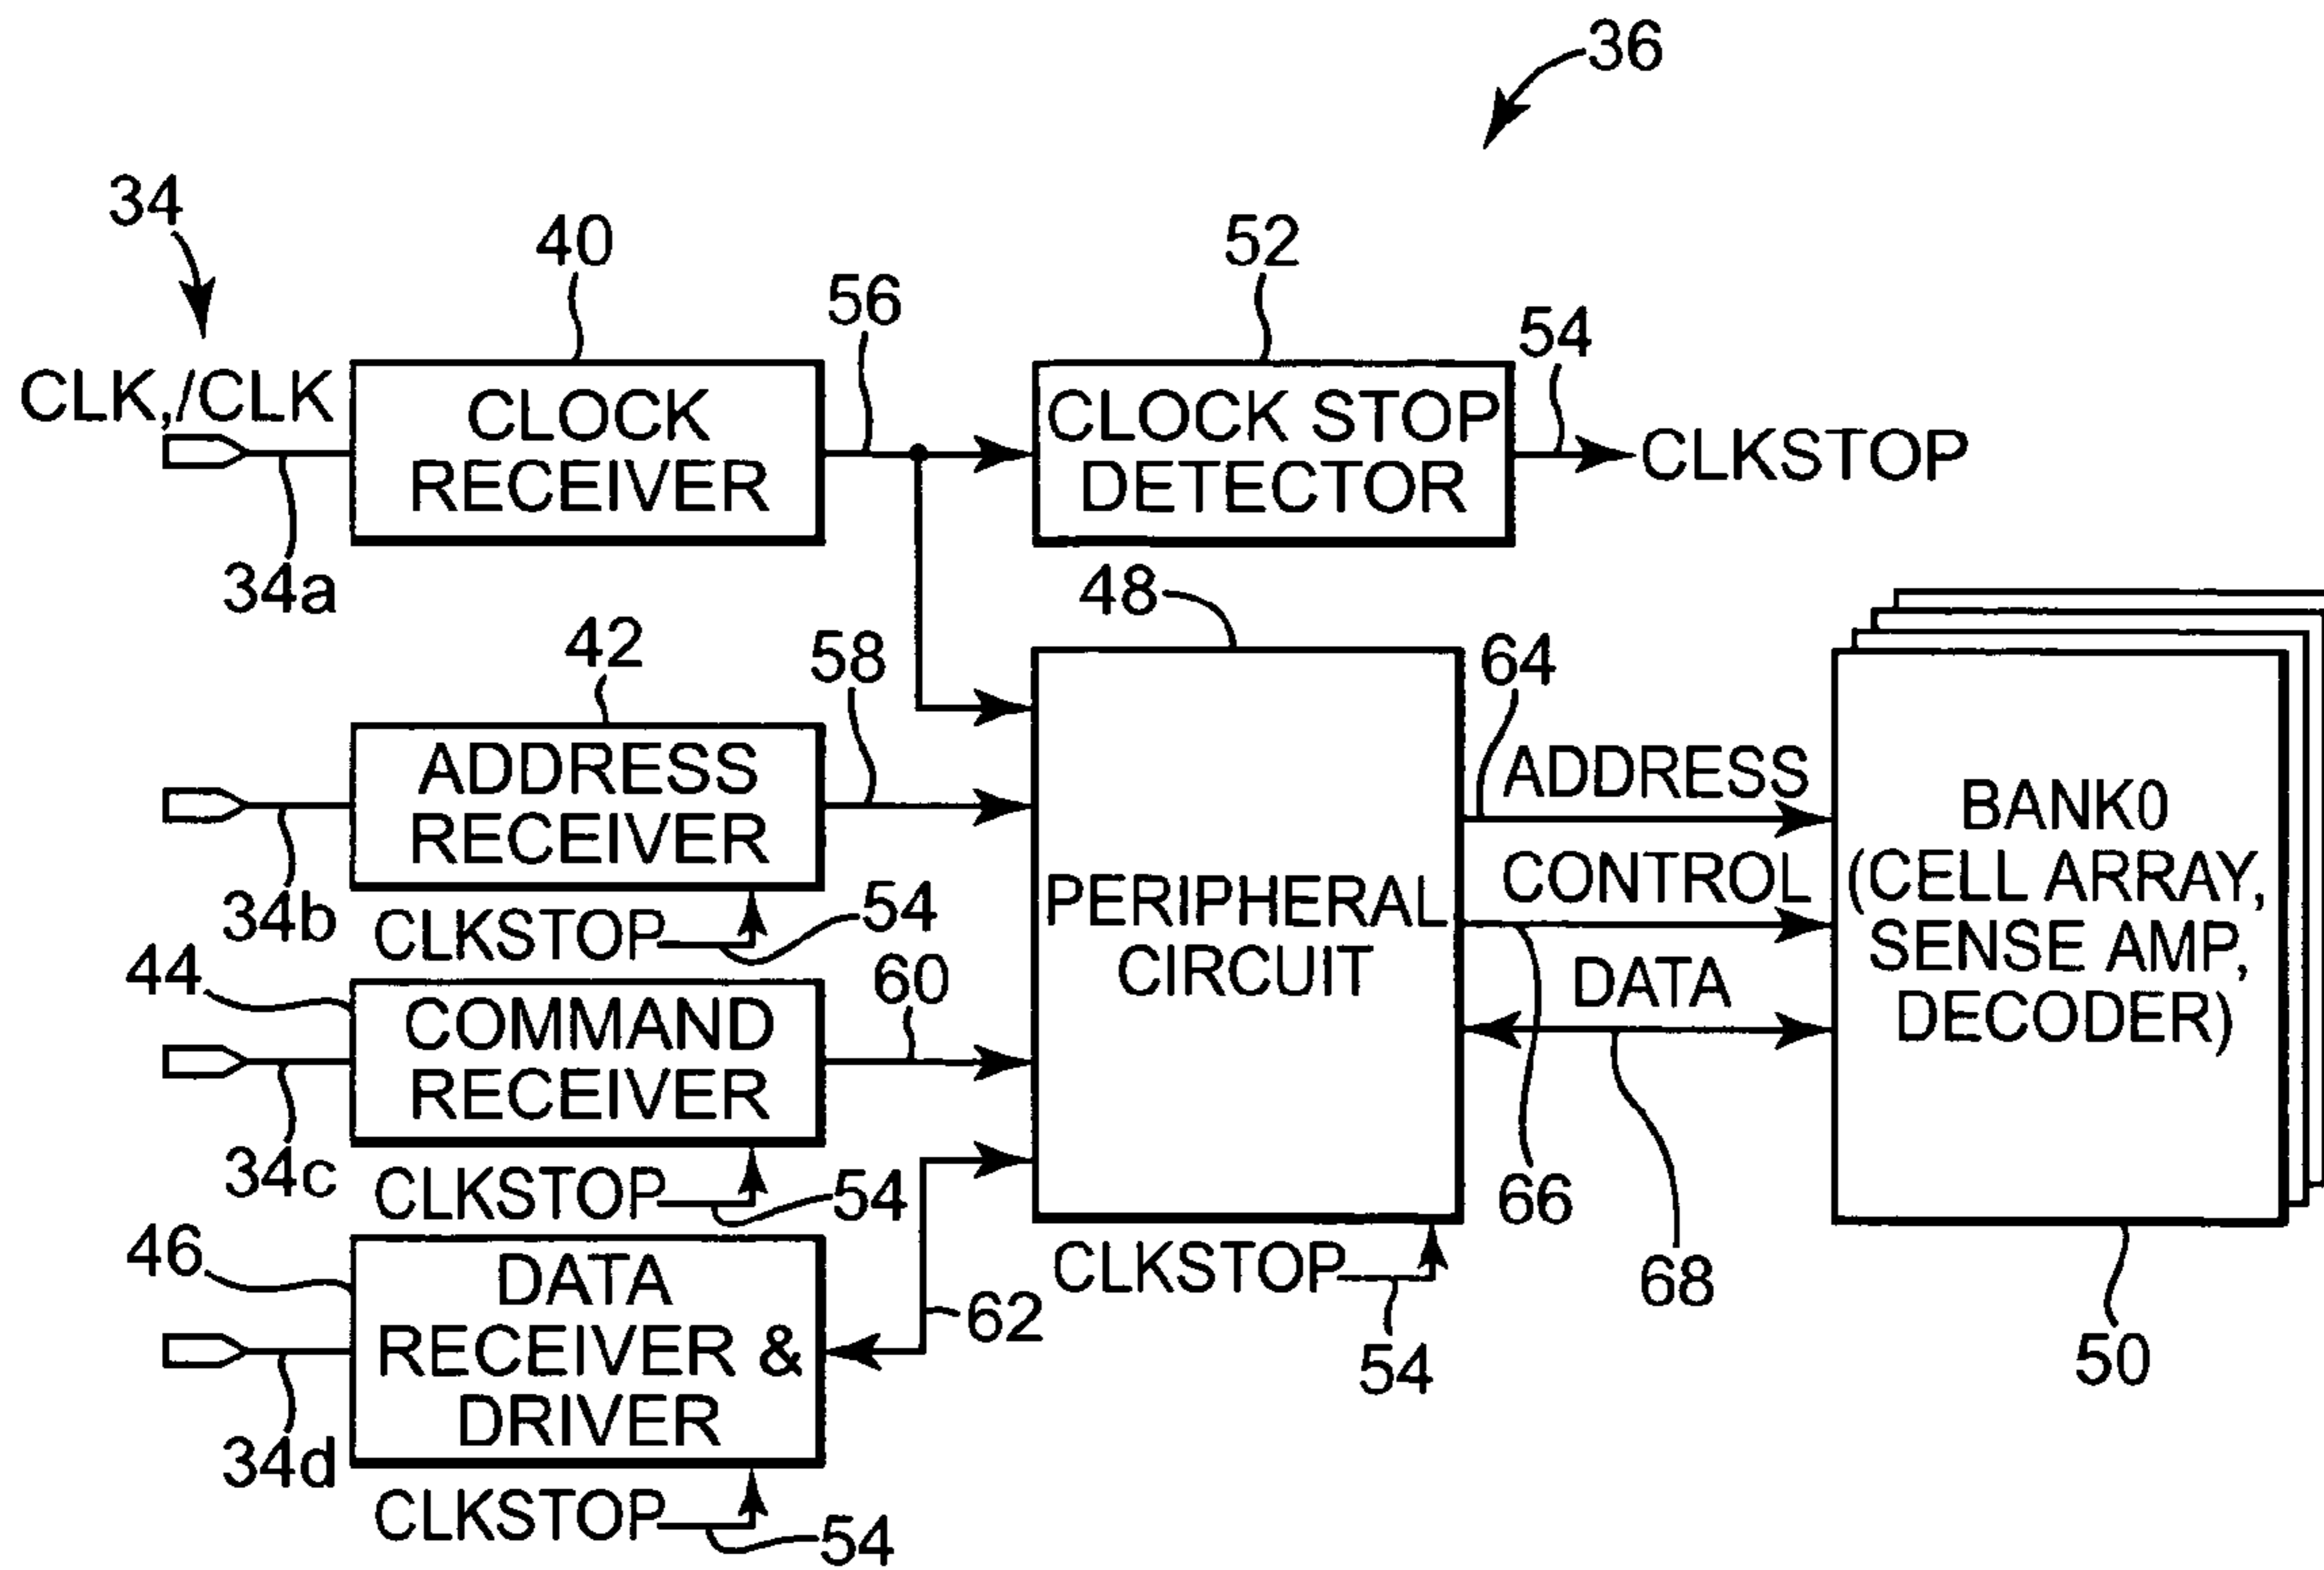 36
34
40
52
56
54
CLK,/CLK
CLOCK
RECEIVER
CLOCK STOP
DETECTOR
CLKSTOP
34a
48
42
58
64
ADDRESS
RECEIVER
ADDRESS
BANK0
(CELL ARRAY,
SENSE AMP,
DECODER)
34b
CLKSTOP
54
PERIPHERAL
CIRCUIT
CONTROL
44
60
DATA
COMMAND
RECEIVER
34c
CLKSTOP
54
66
46
DATA
RECEIVER &
DRIVER
62
CLKSTOP
54
68
50
34d
CLKSTOP
54